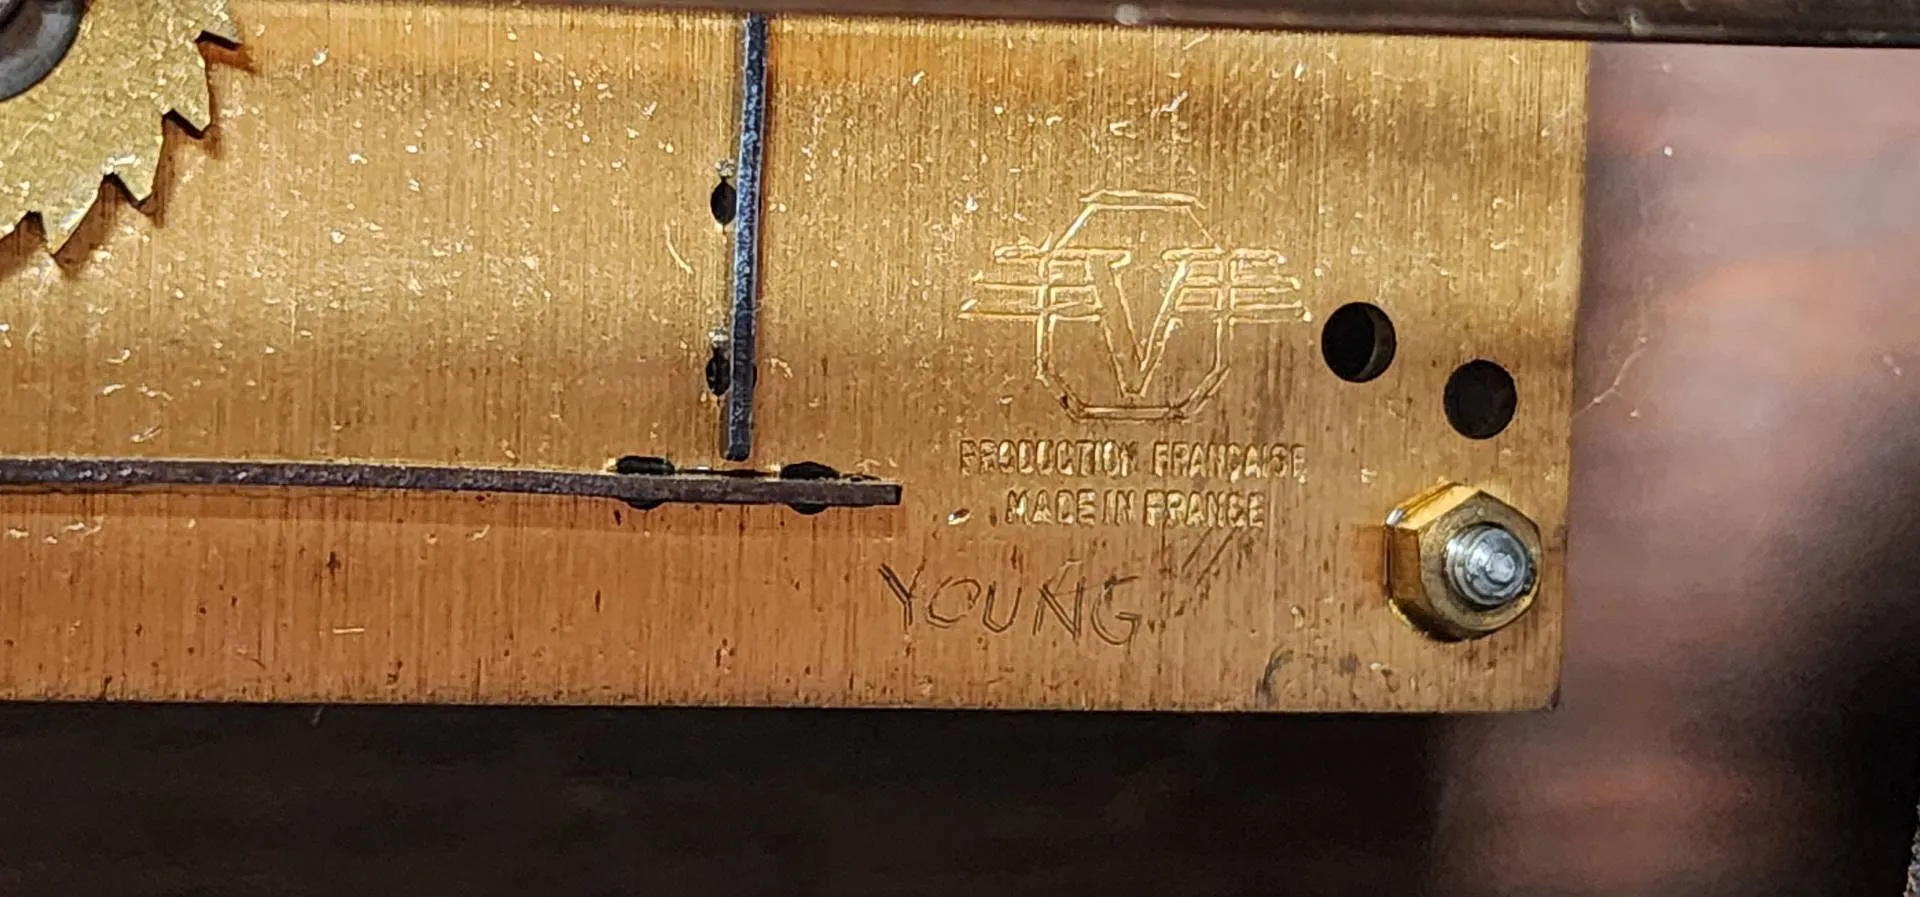 V
PRODUCTION FRANÇAISE
MADE IN FRANCE
YOUNG